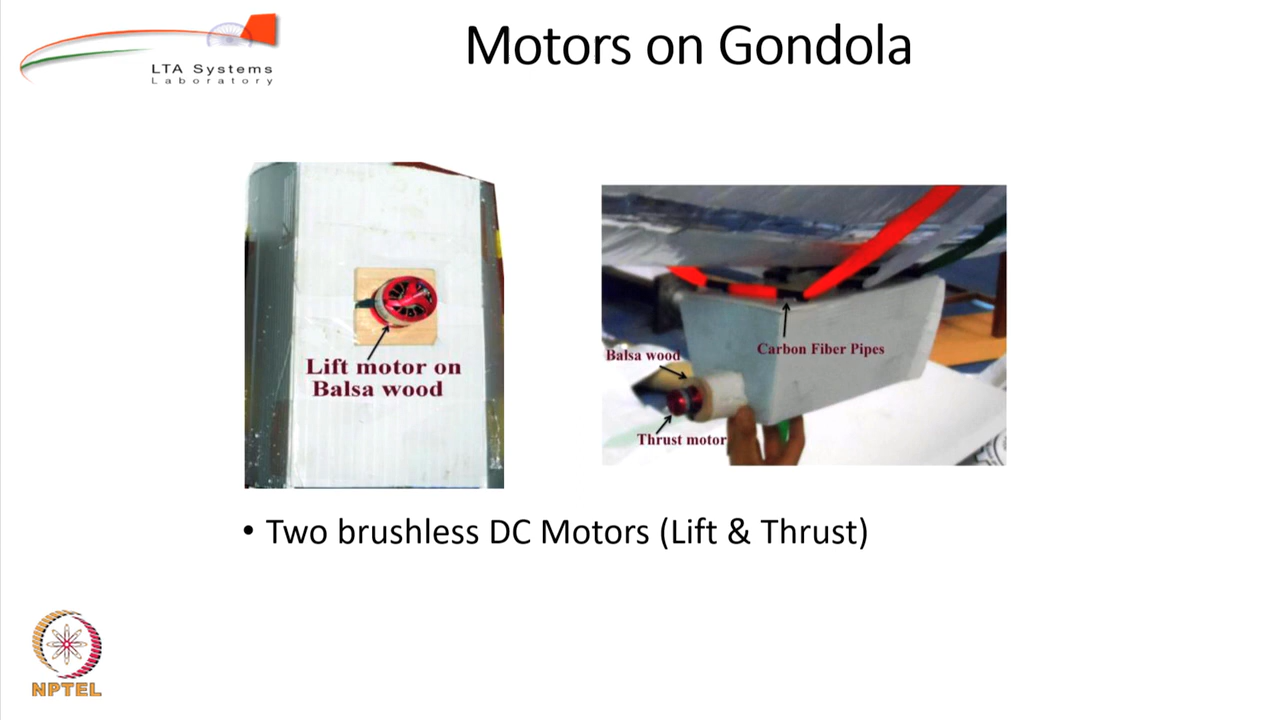 LTA Systems
Laboratory
Motors on Gondola
Lift motor on
Balsa wood
Carbon Fiber Pipes
Balsa wood
Thrust motor
• Two brushless DC Motors (Lift & Thrust)
NPTEL